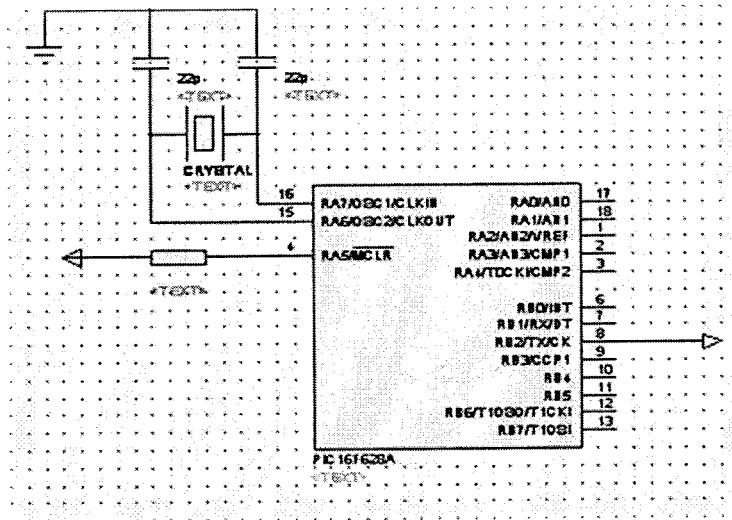 22p
22p
<TEXT>
<TEXT>
CRYSTAL
<TEXT>
16
RA7/OSC1/CLKIN
RA0/AN0
17
15
RA6/OSC2/CLKOUT
RA1/AN1
18
RA2/AN2/VREF
1
4
RA5/MCLR
RA3/AN3/CMP1
2
RA4/T0CKI/CMP2
3
<TEXT>
RB0/INT
6
RB1/RX/DT
7
RB2/TX/CK
8
RB3/CCP1
9
RB4
10
RB5
11
RB6/T1OSO/T1CKI
12
RB7/T1OSI
13
PIC16F628A
<TEXT>